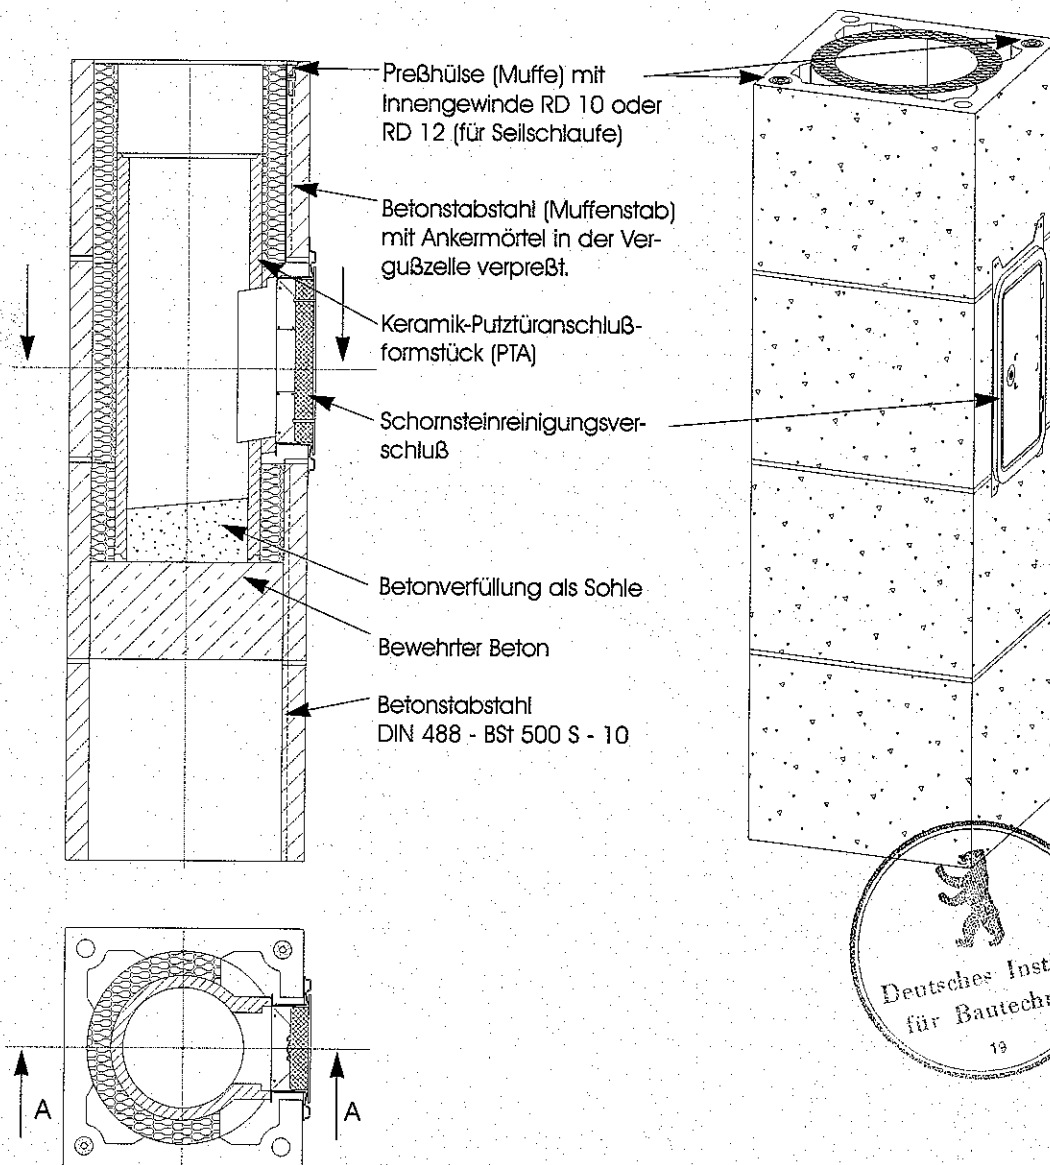 Preßhülse (Muffe) mit
Innengewinde RD 10 oder
RD 12 (für Seilschlaufe)
Betonstabstahl (Muffenstab)
mit Ankermörtel in der Ver-
gußzelle verpreßt.
Keramik-Putztüranschluß-
formstück (PTA)
Schornsteinreinigungsver-
schluß
Betonverfüllung als Sohle
Bewehrter Beton
Betonstabstahl
DIN 488 - BSt 500 S - 10
Deutsches Insti
für Bautechn
19
A
A